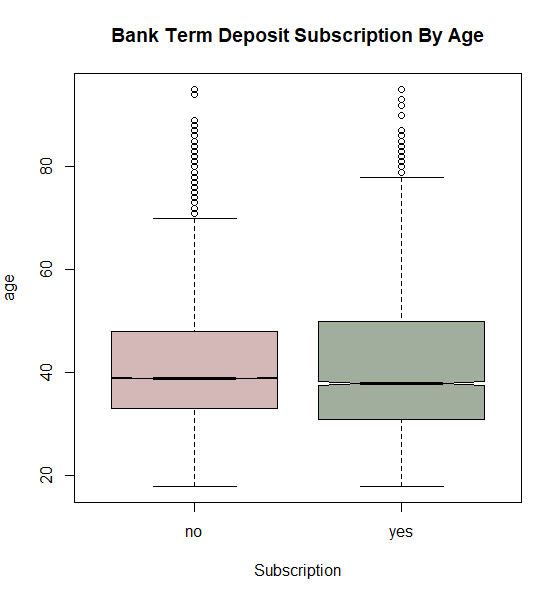 Bank Term Deposit Subscription By Age
80
60
40
20
age
no yes
Subscription